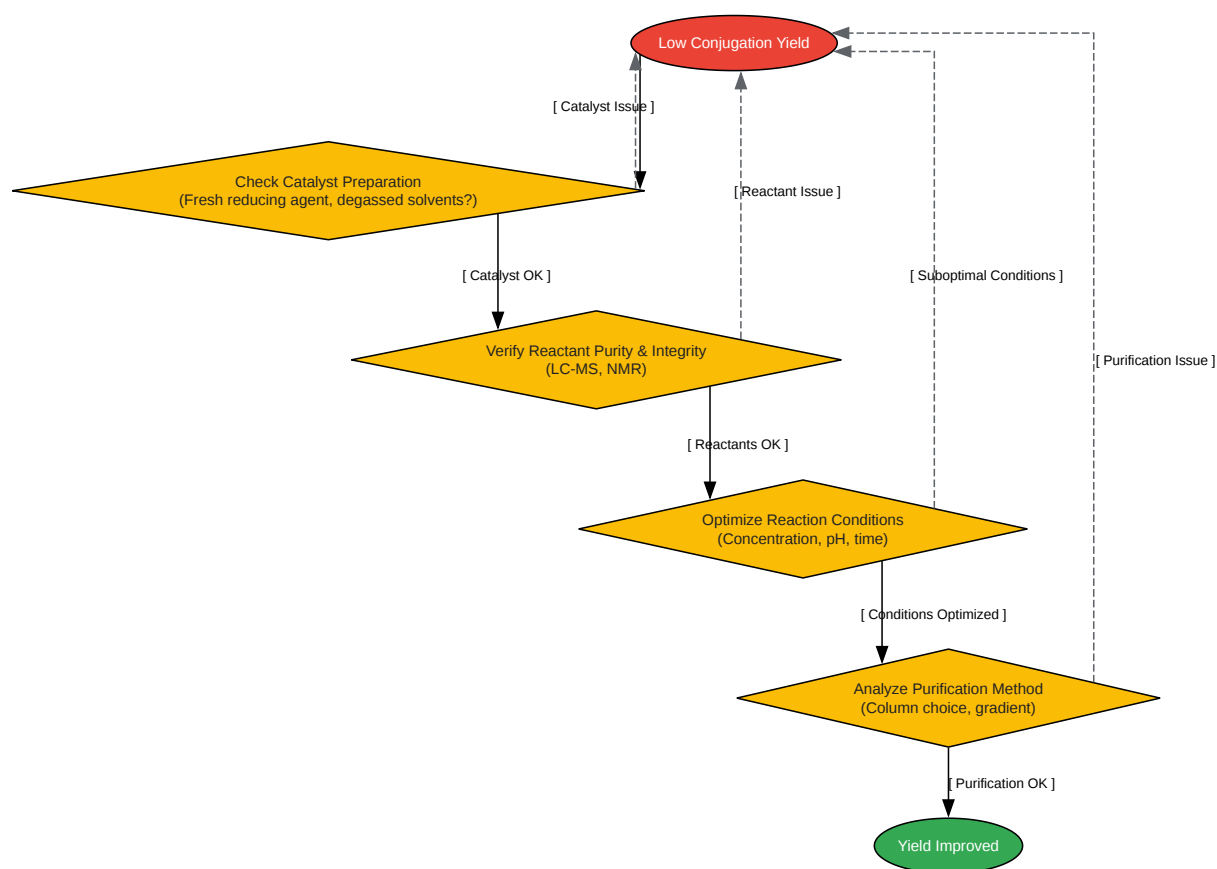 Low Conjugation Yield
[ Catalyst Issue ]
Check Catalyst Preparation
(Fresh reducing agent, degassed solvents?)
[ Reactant Issue ]
[ Catalyst OK ]
[ Suboptimal Conditions ]
Verify Reactant Purity & Integrity
(LC-MS, NMR)
[ Purification Issue ]
[ Reactants OK ]
Optimize Reaction Conditions
(Concentration, pH, time)
[ Conditions Optimized ]
Analyze Purification Method
(Column choice, gradient)
[ Purification OK ]
Yield Improved